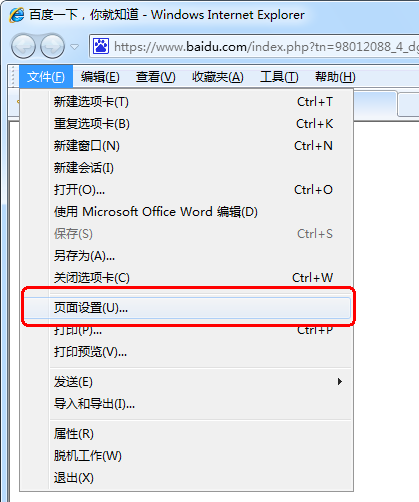 百度一下，你就知道 - Windows Internet Explorer
https://www.baidu.com/index.php?tn=98012088_4_dg
文件(F) 编辑(E) 查看(V) 收藏夹(A) 工具(T) 帮助(H)
新建选项卡(T) Ctrl+T
重复选项卡(B) Ctrl+K
新建窗口(N) Ctrl+N
新建会话(I)
打开(O)... Ctrl+O
使用 Microsoft Office Word 编辑(D)
保存(S) Ctrl+S
另存为(A)...
关闭选项卡(C) Ctrl+W
页面设置(U)...
打印(P)... Ctrl+P
打印预览(V)...
发送(E)
导入和导出(I)...
属性(R)
脱机工作(W)
退出(X)